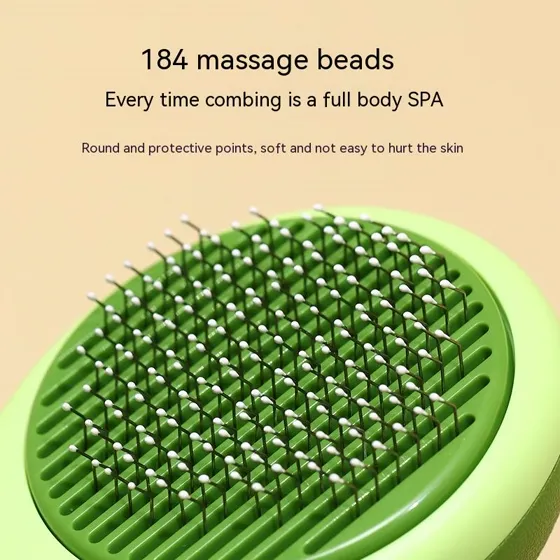 184 massage beads
Every time combing is a full body SPA
Round and protective points, soft and not easy to hurt the skin